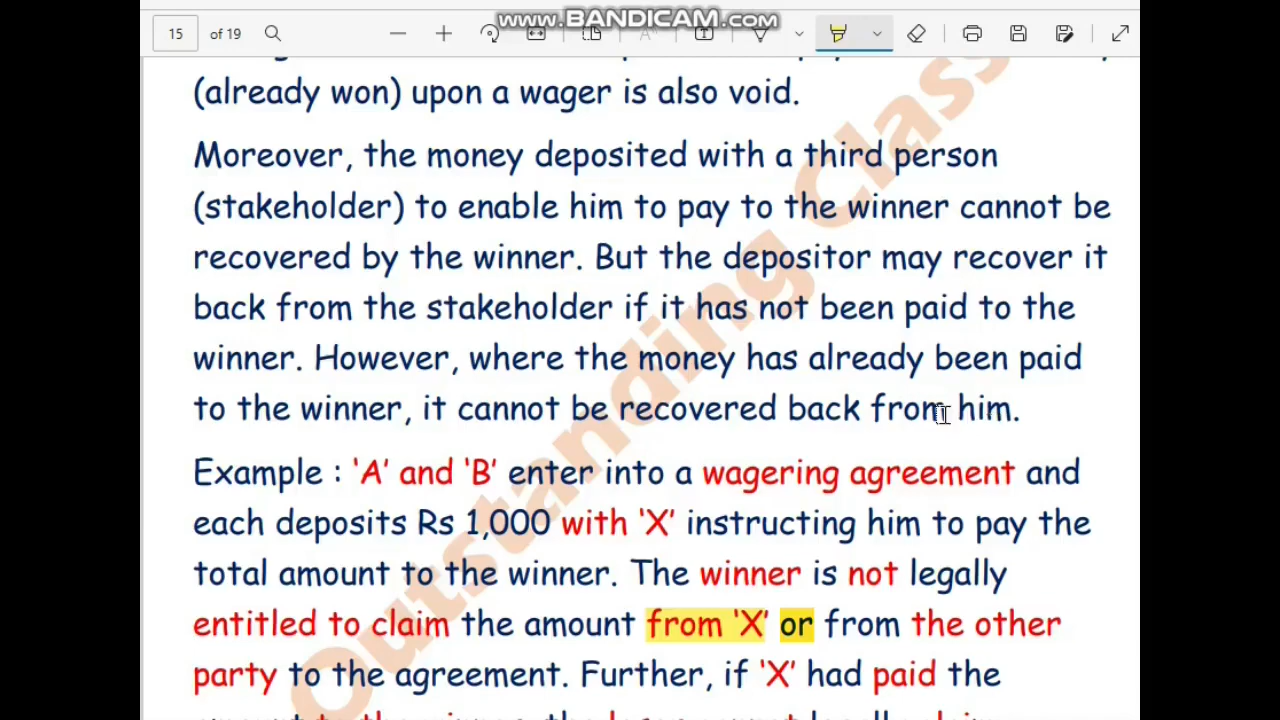 www.BANDICAM.com
15 of 19
(already won) upon a wager is also void.
Moreover, the money deposited with a third person
(stakeholder) to enable him to pay to the winner cannot be
recovered by the winner. But the depositor may recover it
back from the stakeholder if it has not been paid to the
winner. However, where the money has already been paid
to the winner, it cannot be recovered back from him.
Example : ‘A’ and ‘B’ enter into a wagering agreement and
each deposits Rs 1,000 with ‘X’ instructing him to pay the
total amount to the winner. The winner is not legally
entitled to claim the amount from ‘X’ or from the other
party to the agreement. Further, if ‘X’ had paid the
Outstanding Class